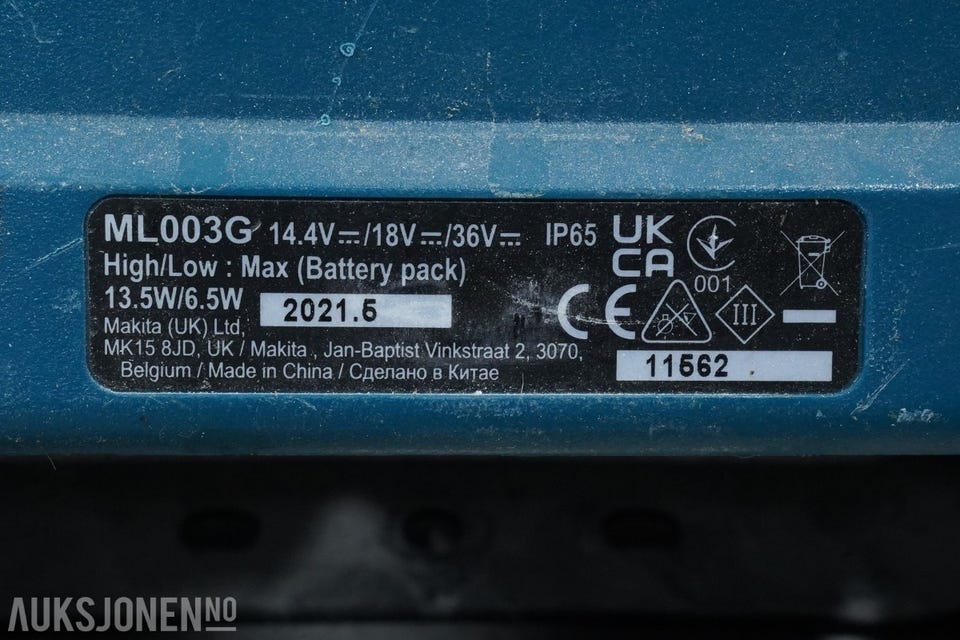 ML003G 14.4V⎓/18V⎓/36V⎓ IP65 UK CA
High/Low : Max (Battery pack)
001
13.5W/6.5W 2021.5
CE III
Makita (UK) Ltd,
MK15 8JD, UK / Makita , Jan-Baptist Vinkstraat 2, 3070,
Belgium / Made in China / Сделано в Китае
11562
AUKSJONEN.NO